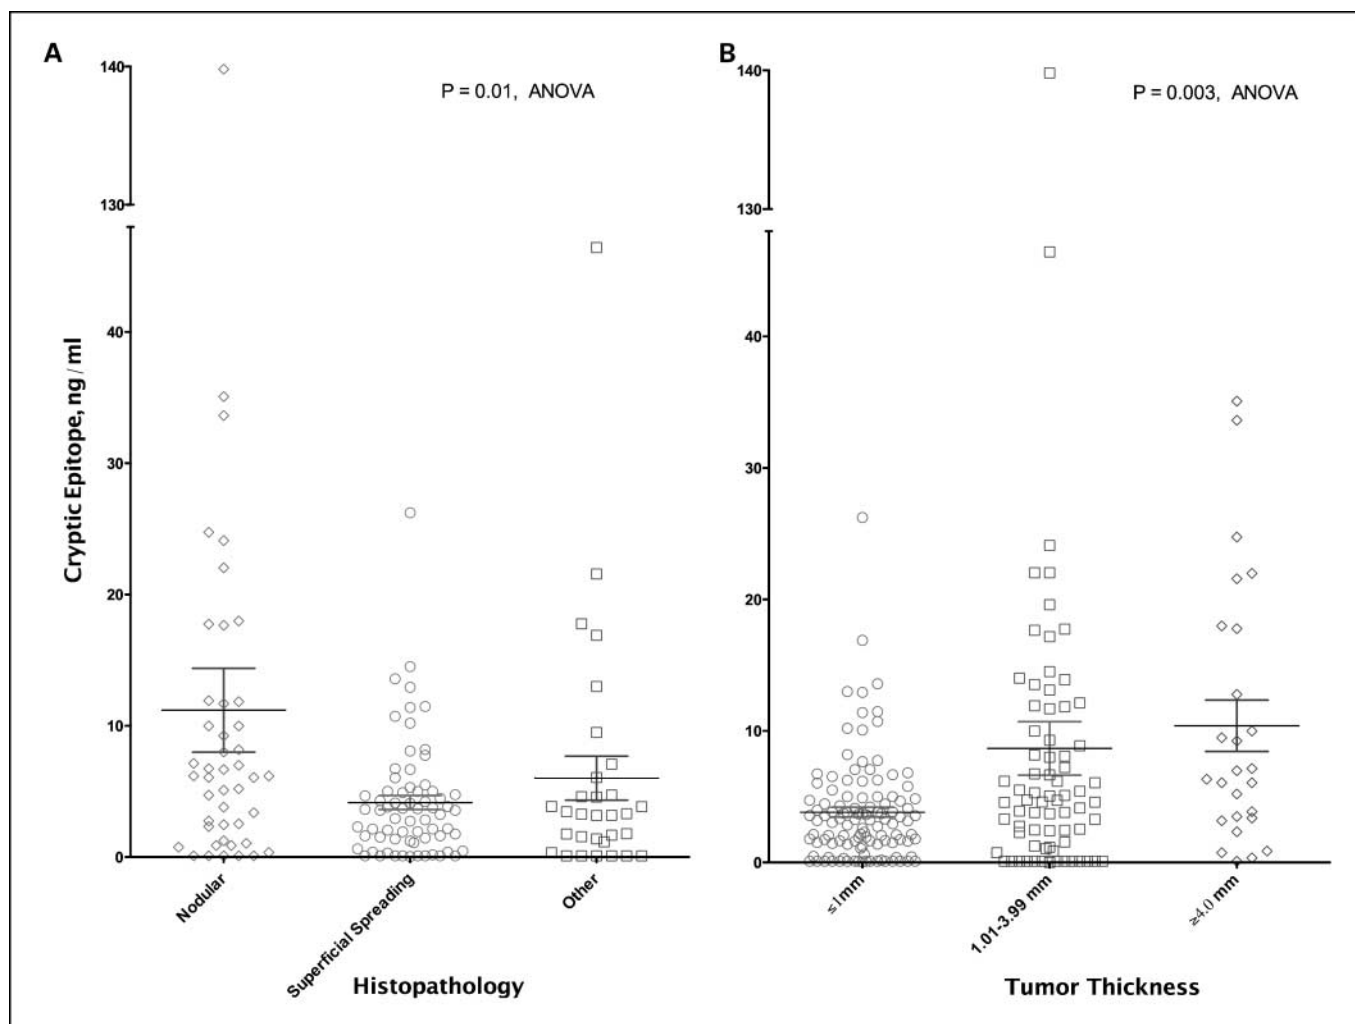 A
P = 0.01, ANOVA
140
130
40
30
20
10
0
Cryptic Epitope, ng / ml
Nodular
Superficial Spreading
Other
Histopathology
B
P = 0.003, ANOVA
140
130
40
30
20
10
0
≤1mm
1.01-3.99 mm
≥4.0 mm
Tumor Thickness